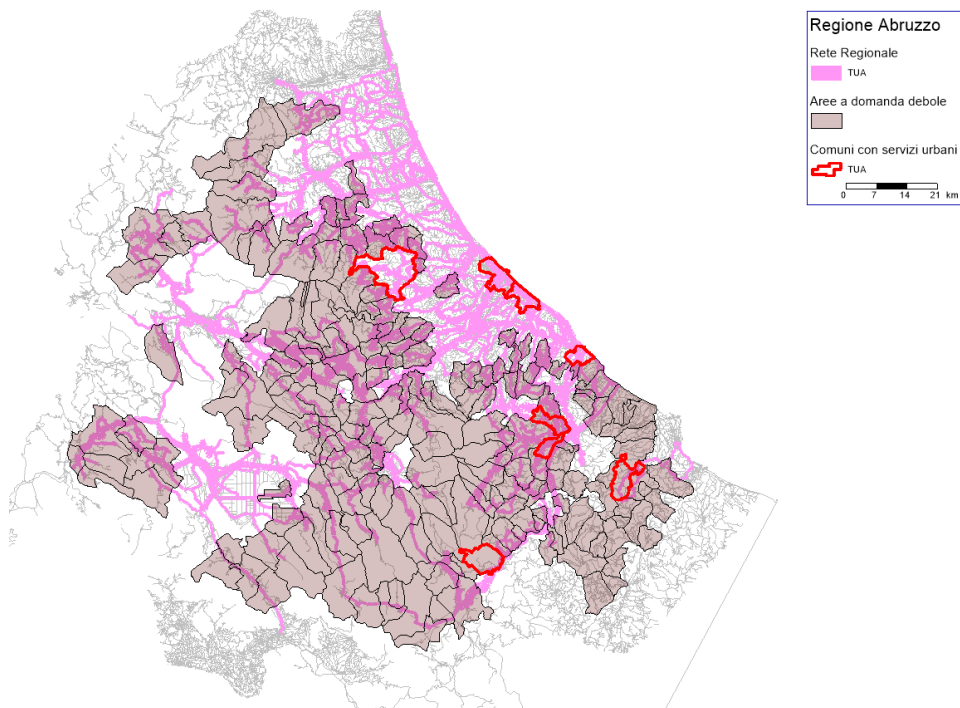 Regione Abruzzo
Rete Regionale
TUA
Aree a domanda debole
Comuni con servizi urbani
TUA
0 7 14 21 km